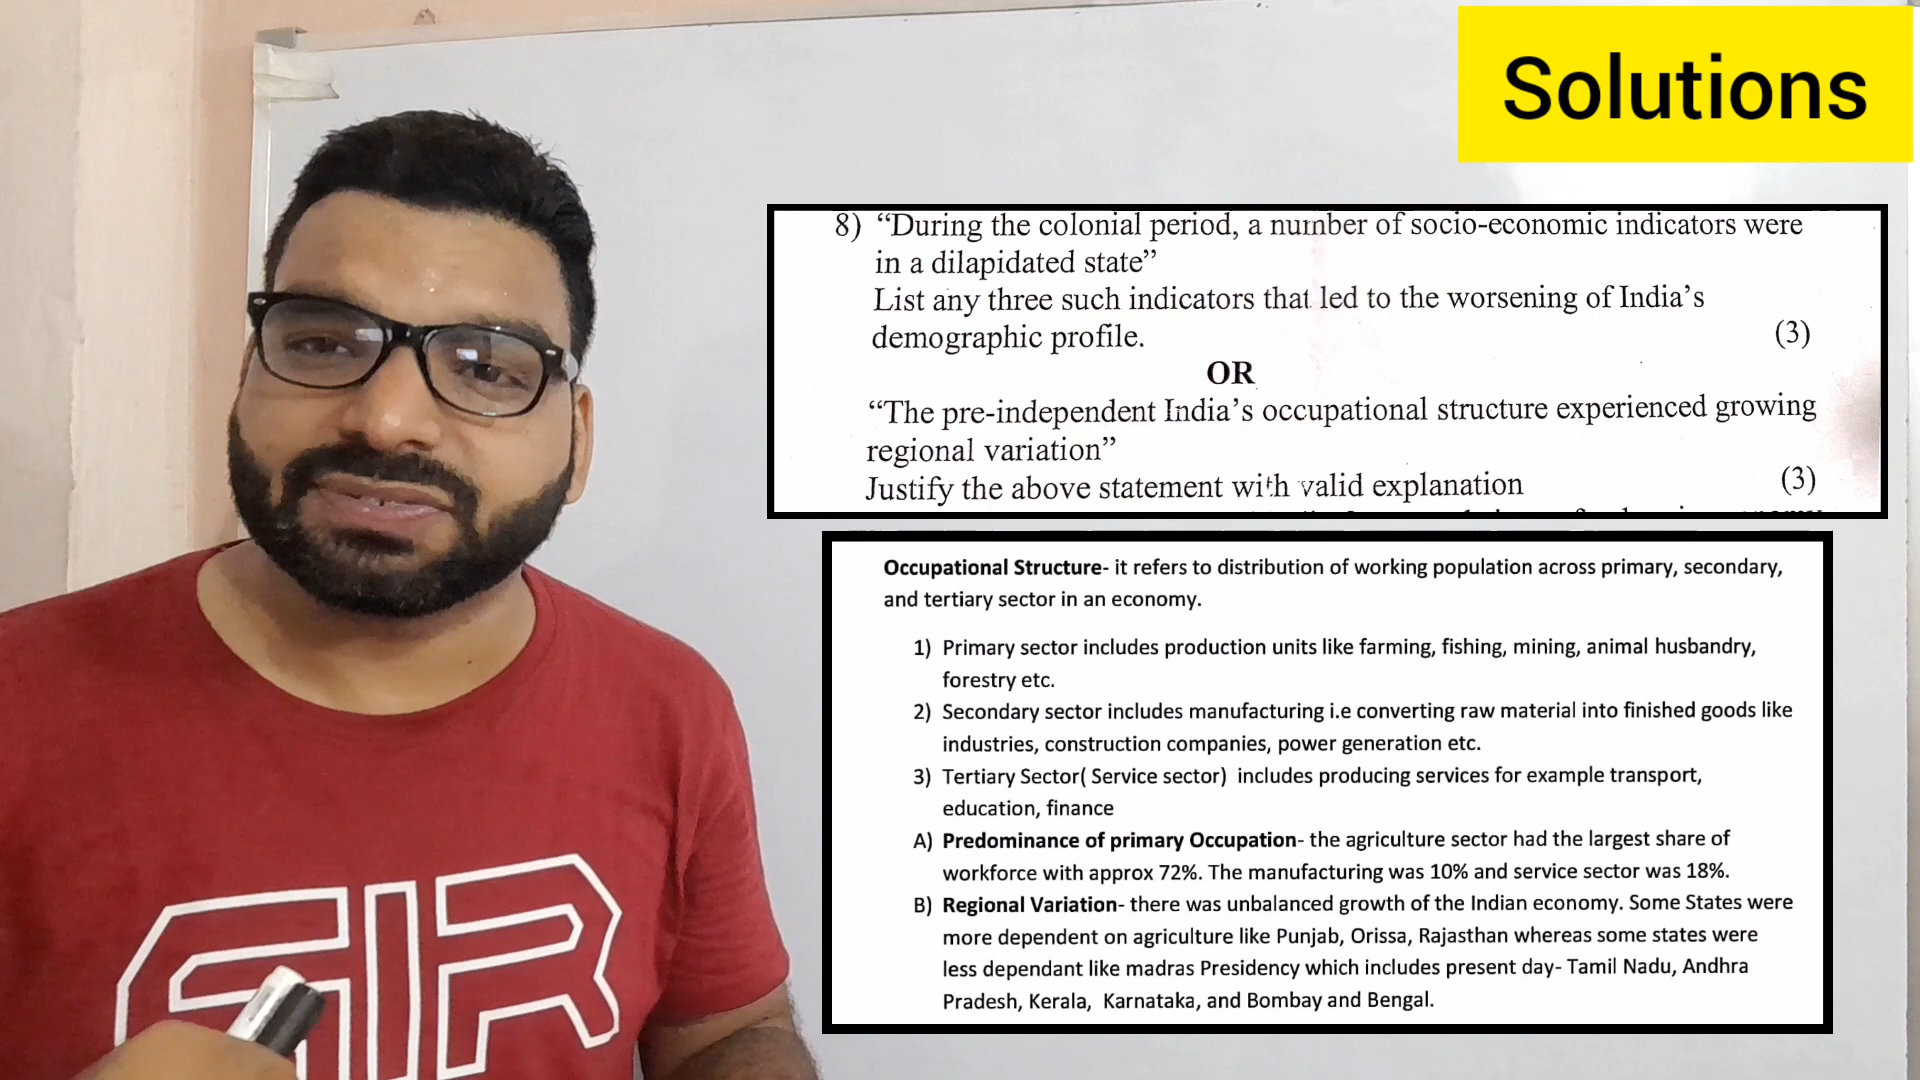 Solutions
8) “During the colonial period, a number of socio-economic indicators were
in a dilapidated state”
List any three such indicators that led to the worsening of India’s
demographic profile. (3)
OR
“The pre-independent India’s occupational structure experienced growing
regional variation”
Justify the above statement with valid explanation (3)
Occupational Structure- it refers to distribution of working population across primary, secondary,
and tertiary sector in an economy.
1) Primary sector includes production units like farming, fishing, mining, animal husbandry,
forestry etc.
2) Secondary sector includes manufacturing i.e converting raw material into finished goods like
industries, construction companies, power generation etc.
3) Tertiary Sector( Service sector) includes producing services for example transport,
education, finance
A) Predominance of primary Occupation- the agriculture sector had the largest share of
workforce with approx 72%. The manufacturing was 10% and service sector was 18%.
B) Regional Variation- there was unbalanced growth of the Indian economy. Some States were
more dependent on agriculture like Punjab, Orissa, Rajasthan whereas some states were
less dependant like madras Presidency which includes present day- Tamil Nadu, Andhra
Pradesh, Kerala, Karnataka, and Bombay and Bengal.